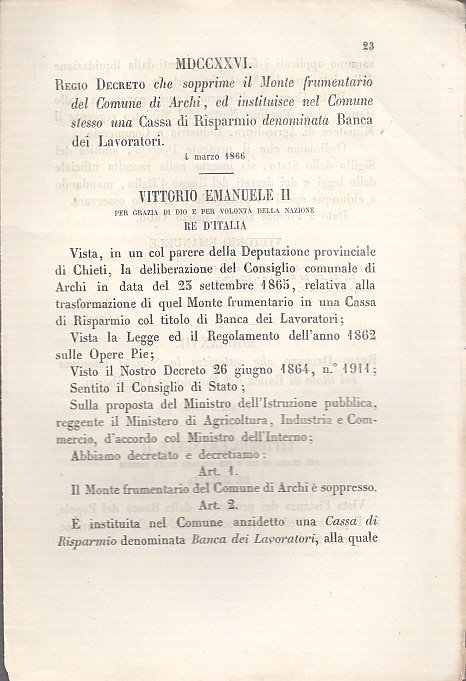 23
MDCCXXVI.
REGIO DECRETO che sopprime il Monte frumentario
del Comune di Archi, ed instituisce nel Comune
stesso una Cassa di Risparmio denominata Banca
dei Lavoratori.
4 marzo 1866
VITTORIO EMANUELE II
PER GRAZIA DI DIO E PER VOLONTÀ DELLA NAZIONE
RE D'ITALIA
Vista, in un col parere della Deputazione provinciale
di Chieti, la deliberazione del Consiglio comunale di
Archi in data del 23 settembre 1865, relativa alla
trasformazione di quel Monte frumentario in una Cassa
di Risparmio col titolo di Banca dei Lavoratori;
Vista la Legge ed il Regolamento dell'anno 1862
sulle Opere Pie;
Visto il Nostro Decreto 26 giugno 1864, n.° 1911;
Sentito il Consiglio di Stato;
Sulla proposta del Ministro dell'Istruzione pubblica,
reggente il Ministero di Agricoltura, Industria e Com-
mercio, d'accordo col Ministro dell'Interno;
Abbiamo decretato e decretiamo:
Art. 1.
Il Monte frumentario del Comune di Archi è soppresso.
Art. 2.
È instituita nel Comune anzidetto una Cassa di
Risparmio denominata Banca dei Lavoratori, alla quale